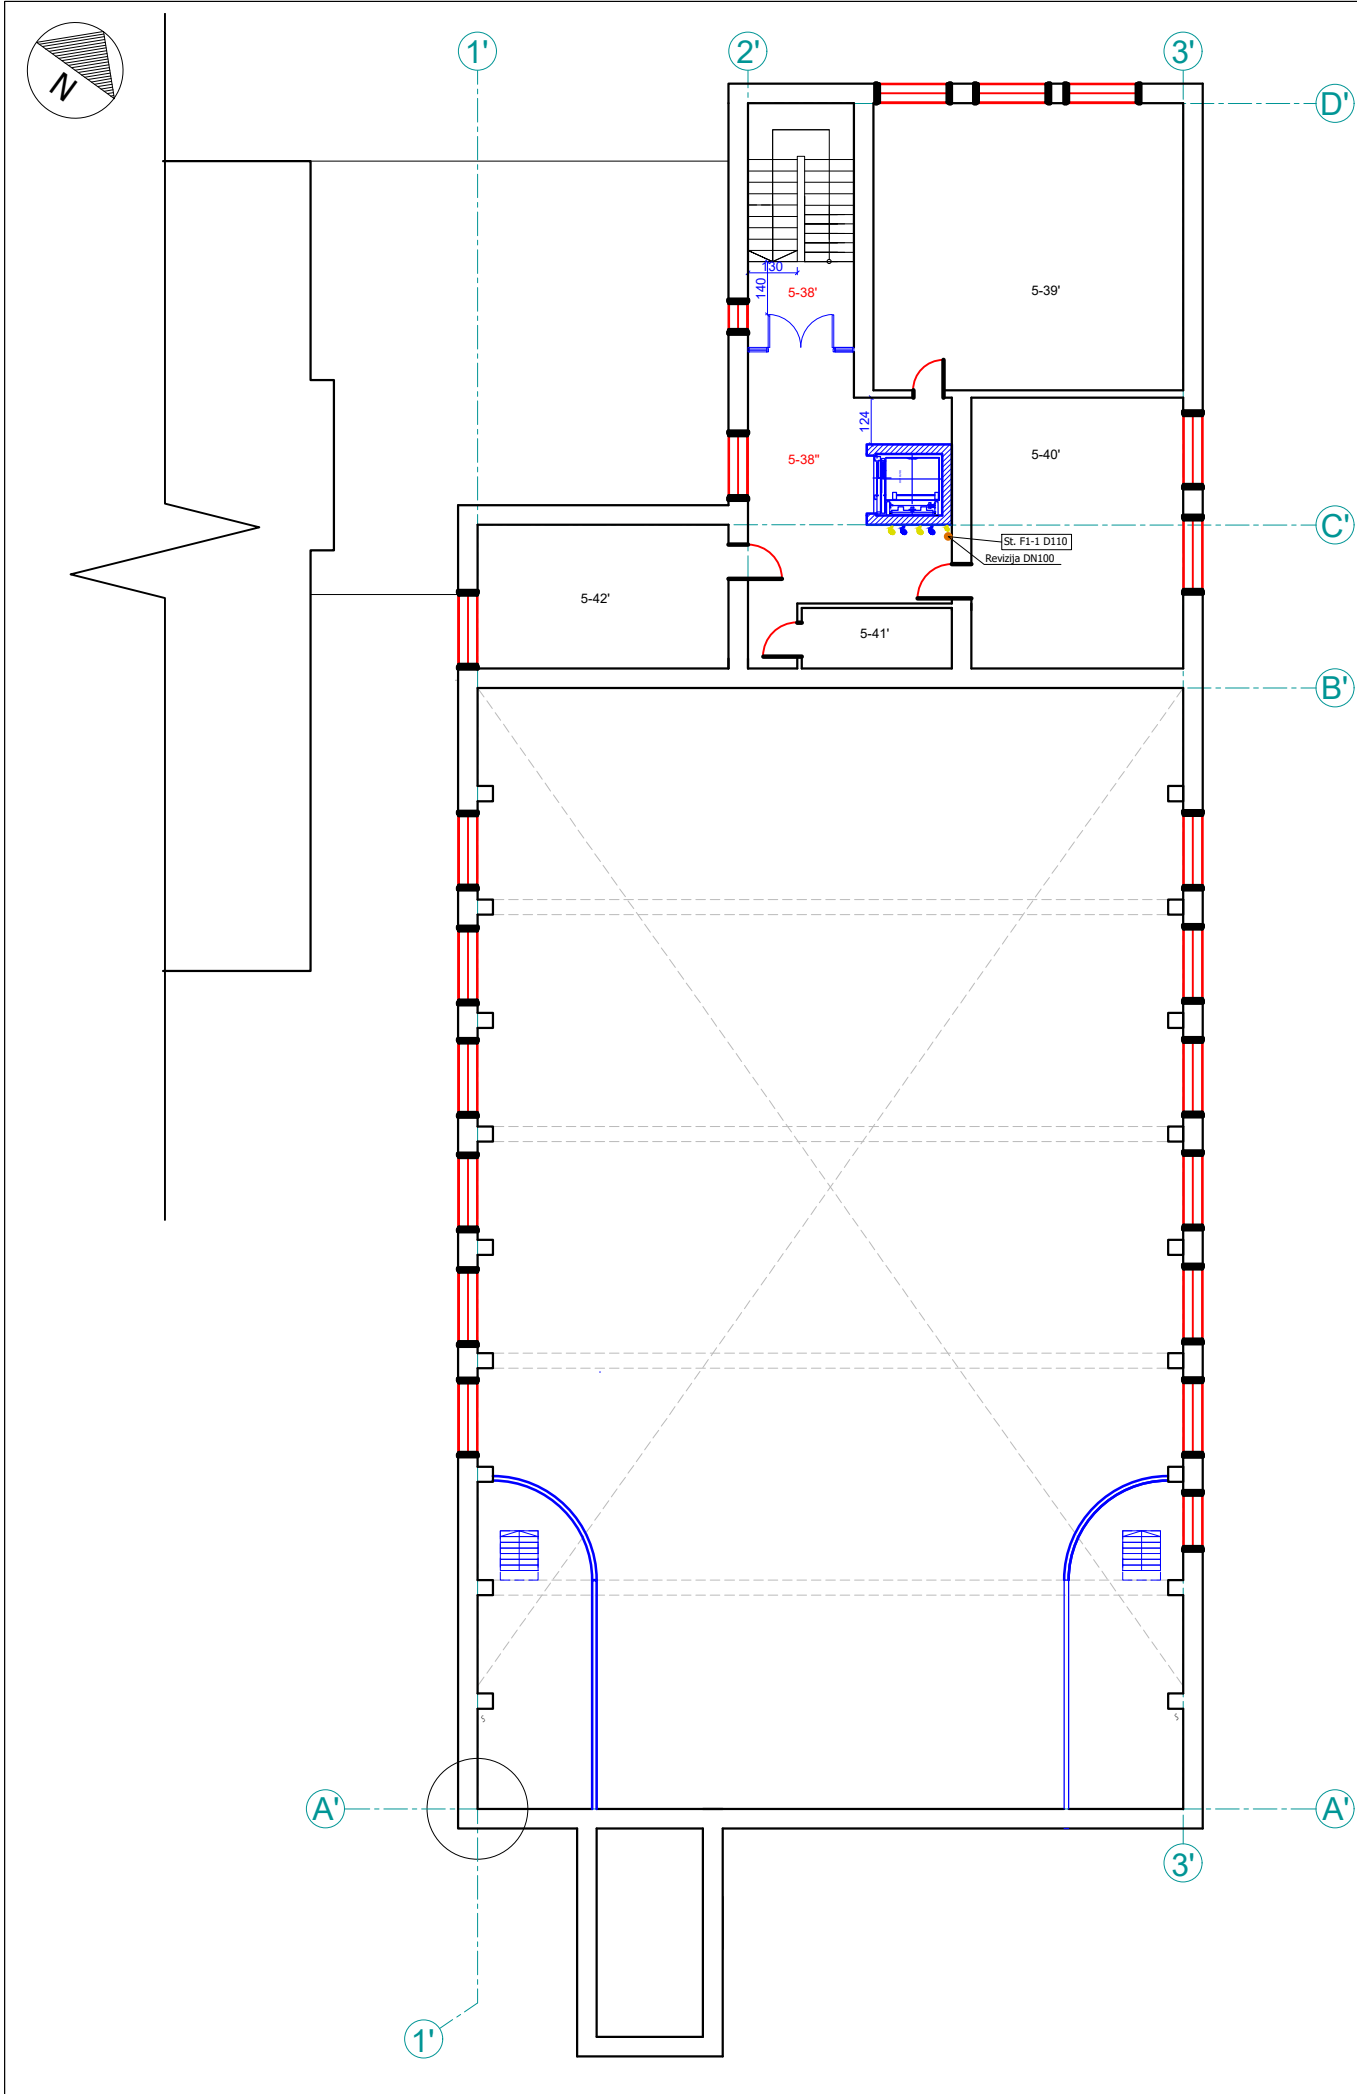 N
1'
2'
3'
D'
130
140
5-38'
5-39'
124
5-38"
5-40'
C'
St. F1-1 D110
Revizija DN100
5-42'
5-41'
B'
A'
A'
3'
1'